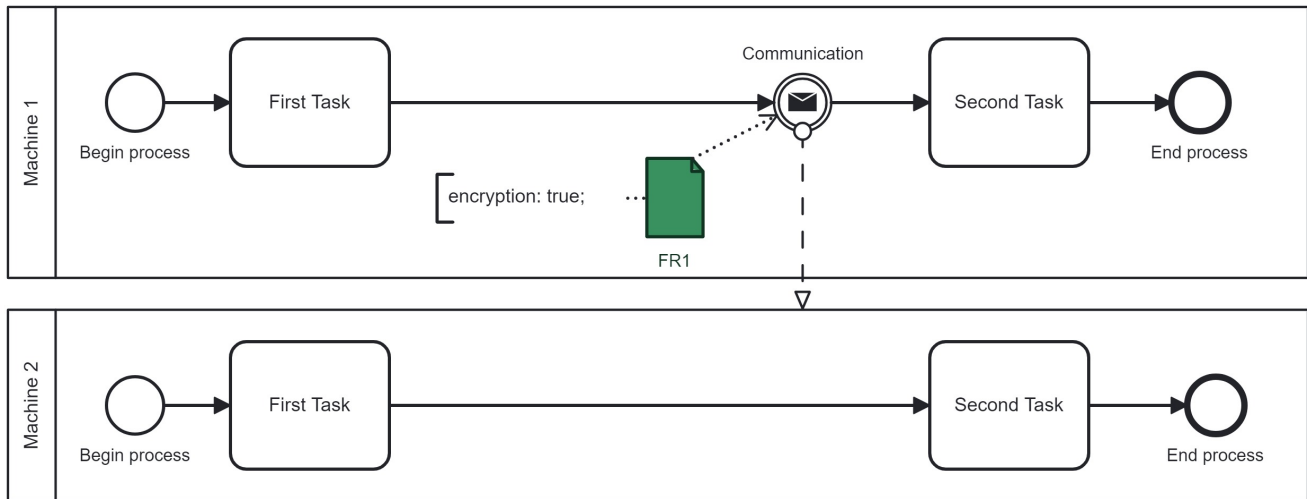 Machine 1
Communication
First Task
Second Task
Begin process
End process
encryption: true;
FR1
Machine 2
First Task
Second Task
Begin process
End process